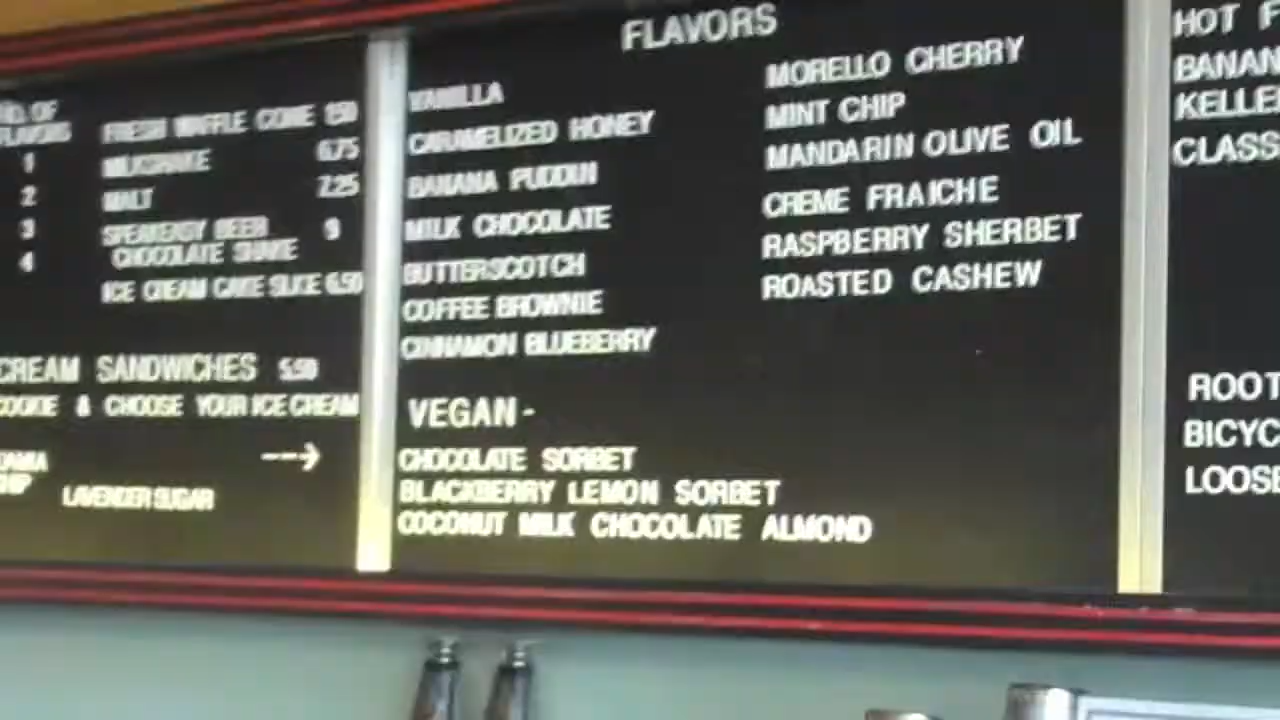 NO. OF
FLAVORS
1
2
3
4
FRESH WAFFLE CONE 1.50
MILKSHAKE 6.75
MALT 7.25
SPEAKEASY BEER 9
CHOCOLATE SHAKE
ICE CREAM CAKE SLICE 6.50
CREAM SANDWICHES 5.50
COOKIE & CHOOSE YOUR ICE CREAM
-->
LAVENDER SUGAR
FLAVORS
VANILLA
CARAMELIZED HONEY
BANANA PUDDIN
MILK CHOCOLATE
BUTTERSCOTCH
COFFEE BROWNIE
CINNAMON BLUEBERRY
MORELLO CHERRY
MINT CHIP
MANDARIN OLIVE OIL
CREME FRAICHE
RASPBERRY SHERBET
ROASTED CASHEW
VEGAN-
CHOCOLATE SORBET
BLACKBERRY LEMON SORBET
COCONUT MILK CHOCOLATE ALMOND
HOT F
BANAN
KELLE
CLASS
ROOT
BICYC
LOOSE